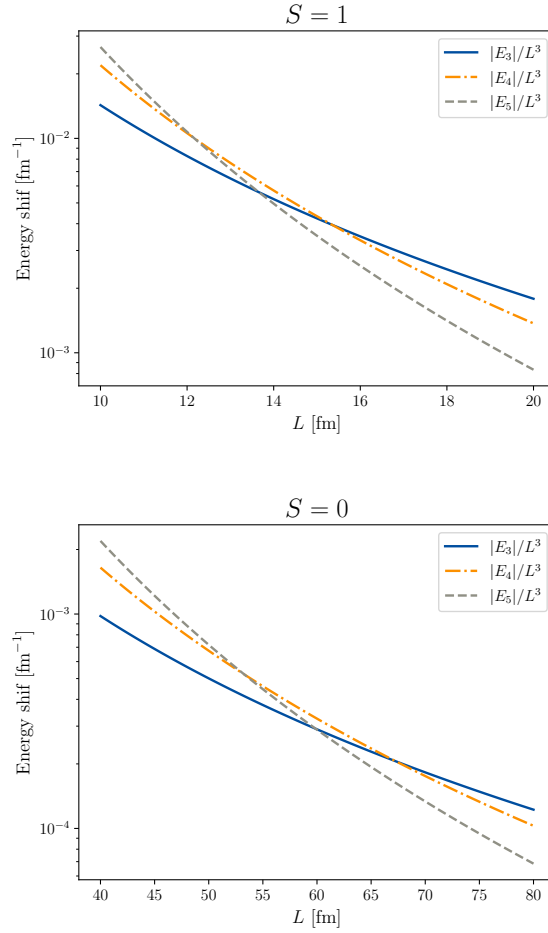 S = 1
|E₃|/L³
|E₄|/L³
|E₅|/L³
Energy shif [fm⁻¹]
10⁻²
10⁻³
10 12 14 16 18 20
L [fm]
S = 0
|E₃|/L³
|E₄|/L³
|E₅|/L³
Energy shif [fm⁻¹]
10⁻³
10⁻⁴
40 45 50 55 60 65 70 75 80
L [fm]